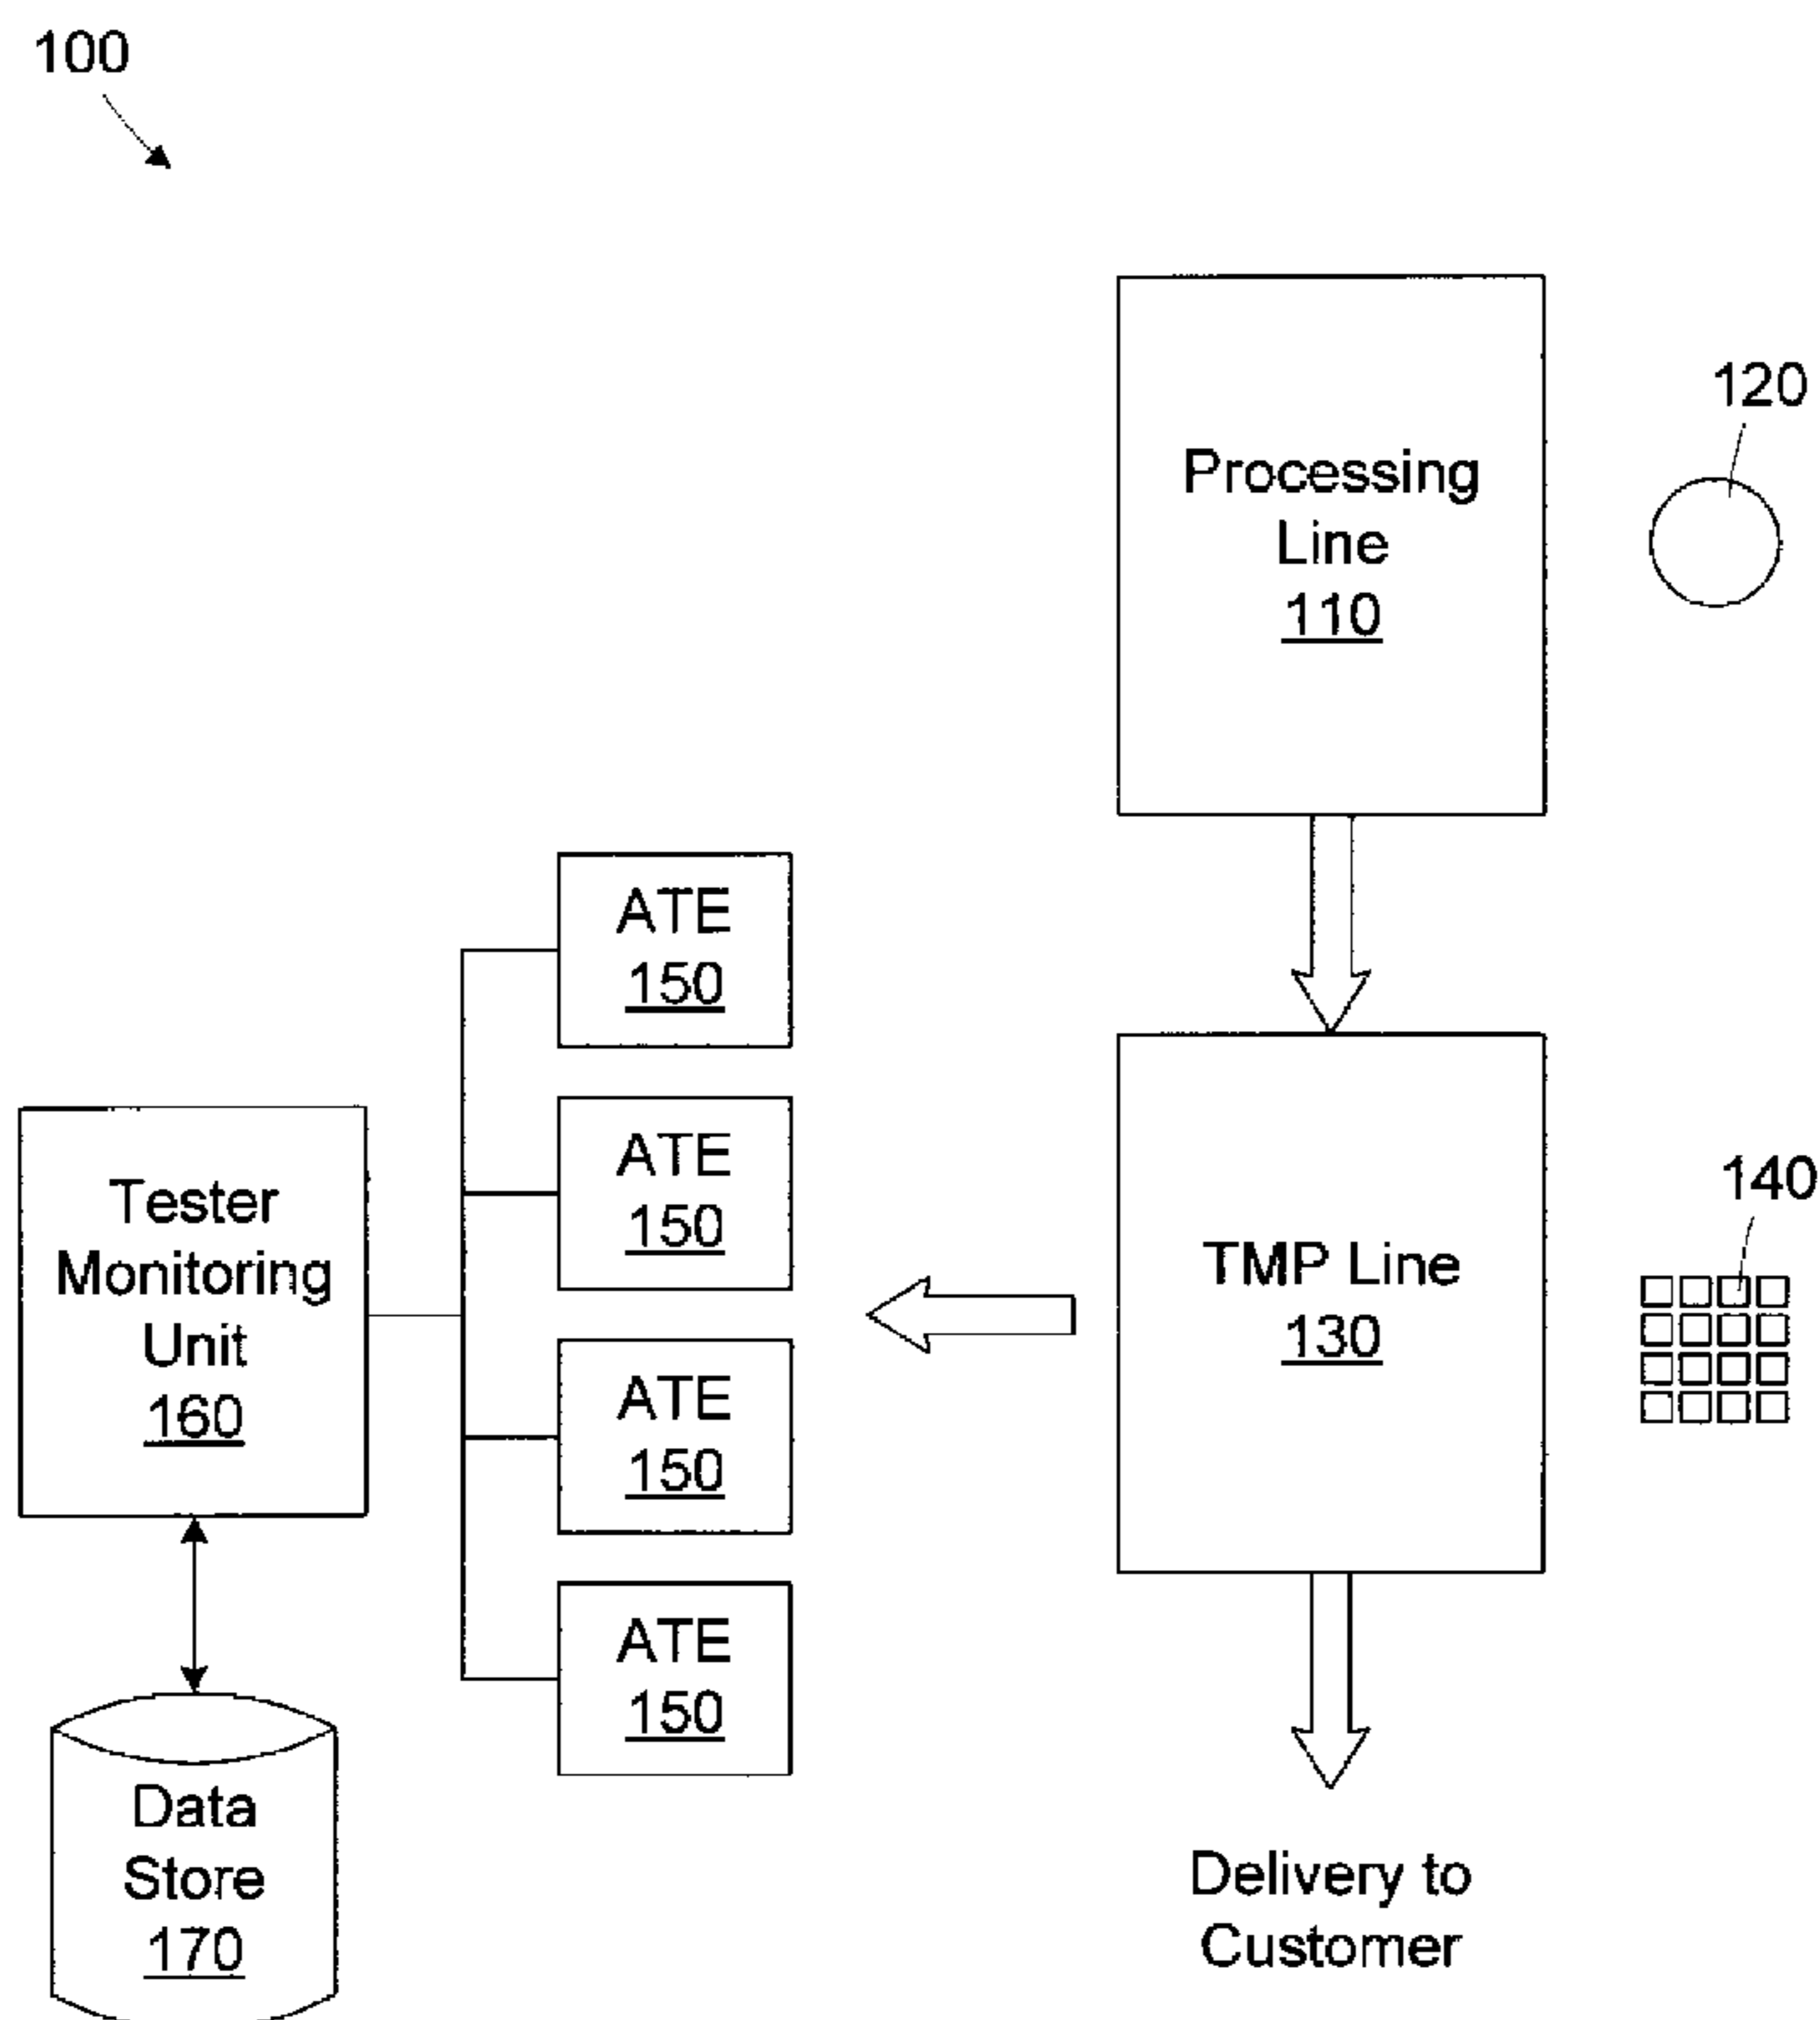 100
Processing
Line
110
120
ATE
150
ATE
150
ATE
150
ATE
150
Tester
Monitoring
Unit
160
TMP Line
130
140
Data
Store
170
Delivery to
Customer